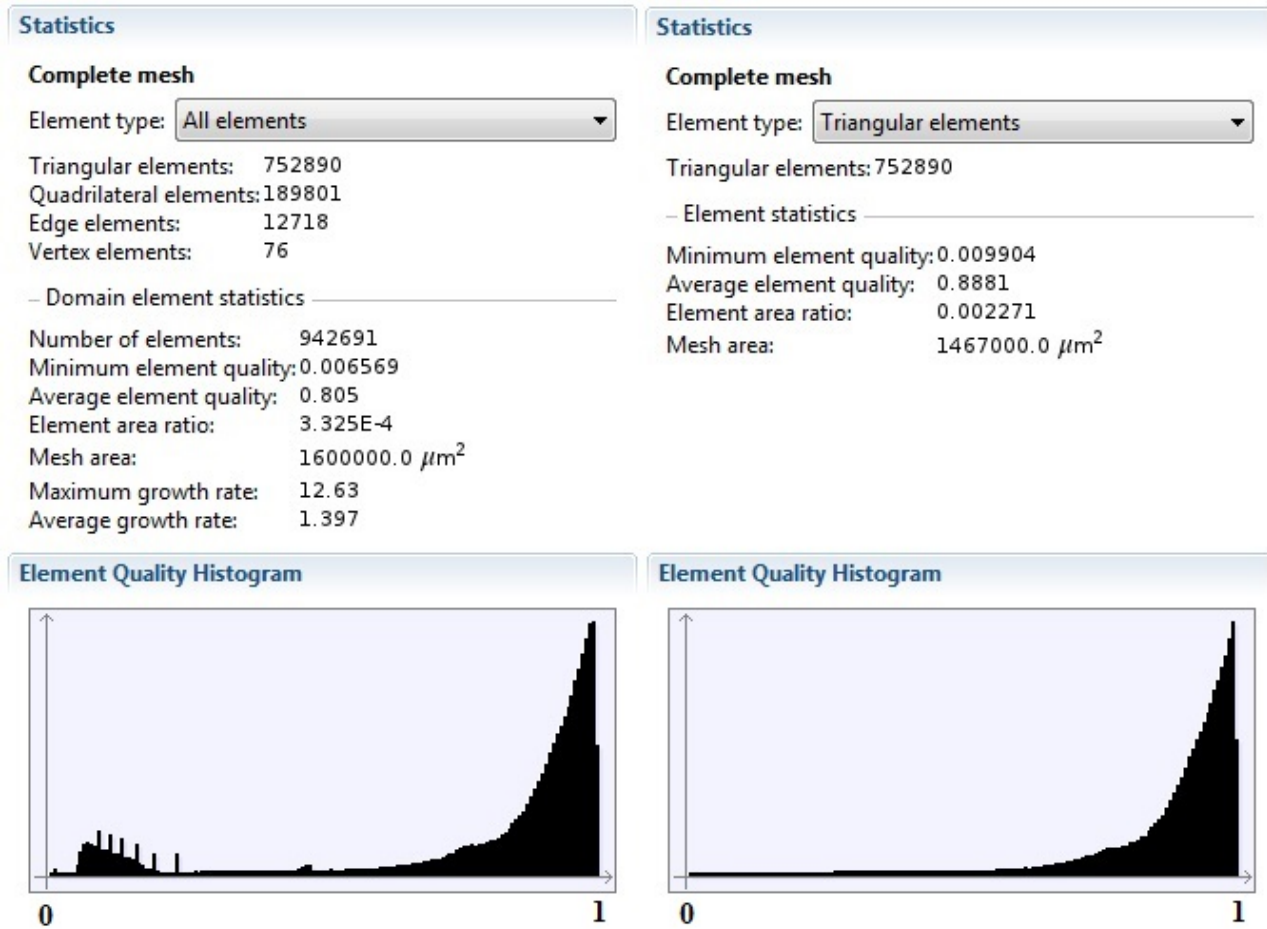 Statistics
Complete mesh
Element type: All elements
Triangular elements: 752890
Quadrilateral elements: 189801
Edge elements: 12718
Vertex elements: 76
Domain element statistics
Number of elements: 942691
Minimum element quality: 0.006569
Average element quality: 0.805
Element area ratio: 3.325E-4
Mesh area: 1600000.0 μm²
Maximum growth rate: 12.63
Average growth rate: 1.397
Element Quality Histogram
0 1
Statistics
Complete mesh
Element type: Triangular elements
Triangular elements: 752890
Element statistics
Minimum element quality: 0.009904
Average element quality: 0.8881
Element area ratio: 0.002271
Mesh area: 1467000.0 μm²
Element Quality Histogram
0 1